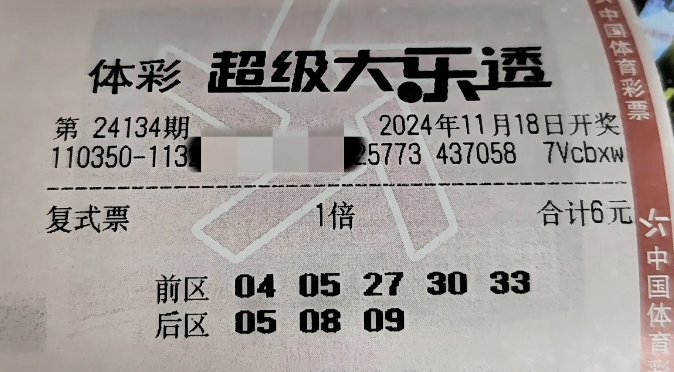 体彩 超级大乐透
第 24134期 2024年11月18日开奖
110350-113 25773 437058 7Vcbxw
复式票 1倍 合计6元
前区 04 05 27 30 33
后区 05 08 09
中国体育彩票
中国体育彩